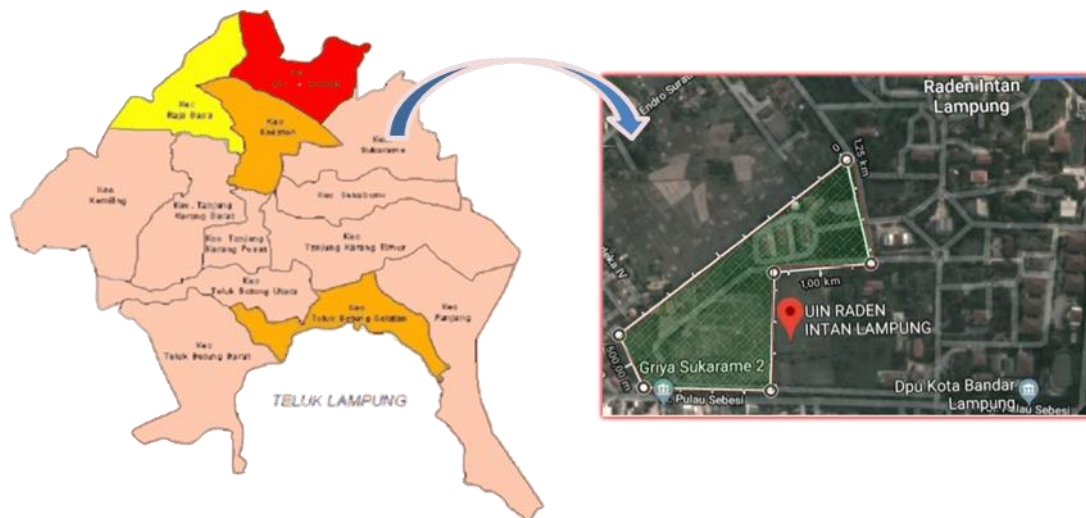 Kec
Raja Basa
Kec
Kedaton
Kec
Sukarame
Kec Sukabumi
Kec
Kemiling
Kec. Tanjung
Karang Barat
Kec Tanjung
Karang Pusat
Kec
Tanjung Karang Timur
Kec
Teluk Betung Utara
Kec
Teluk Betung Selatan
Kec
Panjang
Kec
Teluk Betung Barat
TELUK LAMPUNG
Raden Intan
Lampung
Endro Surat
0
1,25 km
1,00 km
500,00 m
UIN RADEN
INTAN LAMPUNG
Griya Sukarame 2
Pulau Sebesi
Dpu Kota Bandar
Lampung
Pulau Sebesi